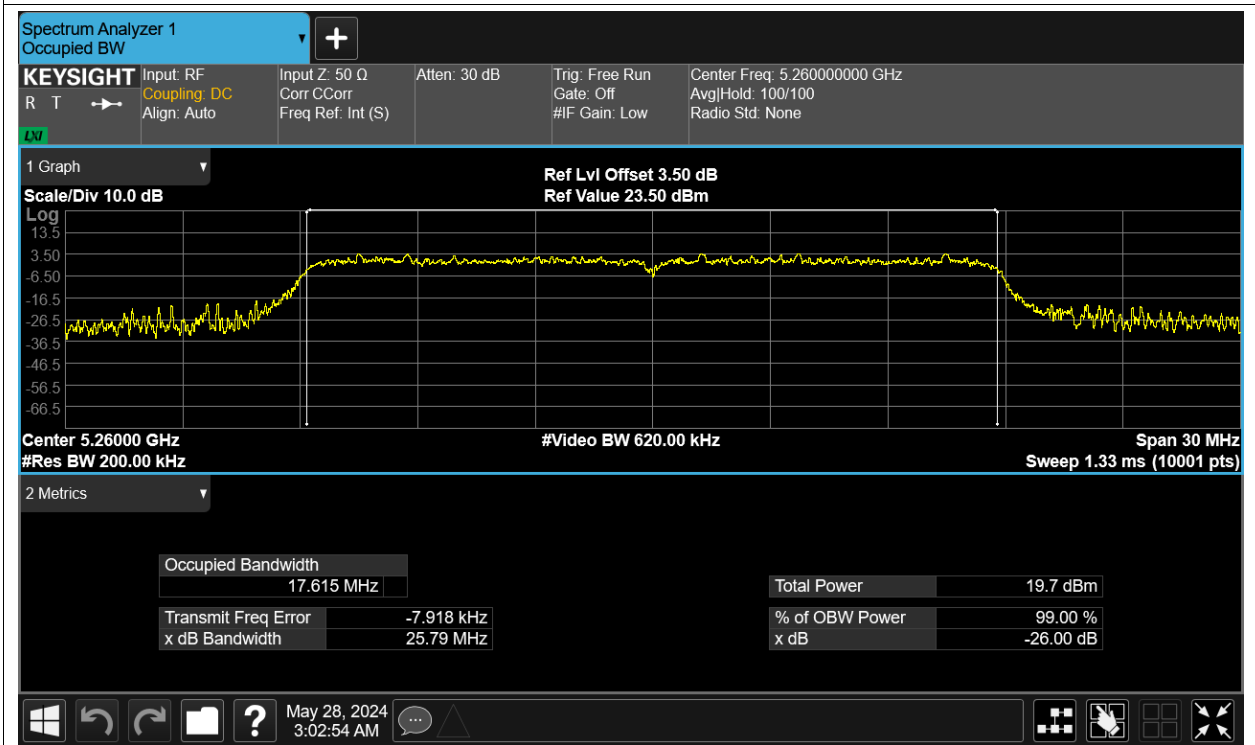 Spectrum Analyzer 1
Occupied BW
KEYSIGHT
R T
LXI
Input: RF
Coupling: DC
Align: Auto
Input Z: 50 Ω
Corr CCorr
Freq Ref: Int (S)
Atten: 30 dB
Trig: Free Run
Gate: Off
#IF Gain: Low
Center Freq: 5.260000000 GHz
Avg|Hold: 100/100
Radio Std: None
1 Graph
Scale/Div 10.0 dB
Ref Lvl Offset 3.50 dB
Ref Value 23.50 dBm
Log
13.5
3.50
-6.50
-16.5
-26.5
-36.5
-46.5
-56.5
-66.5
Center 5.26000 GHz
#Res BW 200.00 kHz
#Video BW 620.00 kHz
Span 30 MHz
Sweep 1.33 ms (10001 pts)
2 Metrics
Occupied Bandwidth
17.615 MHz
Transmit Freq Error -7.918 kHz
x dB Bandwidth 25.79 MHz
Total Power 19.7 dBm
% of OBW Power 99.00 %
x dB -26.00 dB
?
May 28, 2024
3:02:54 AM